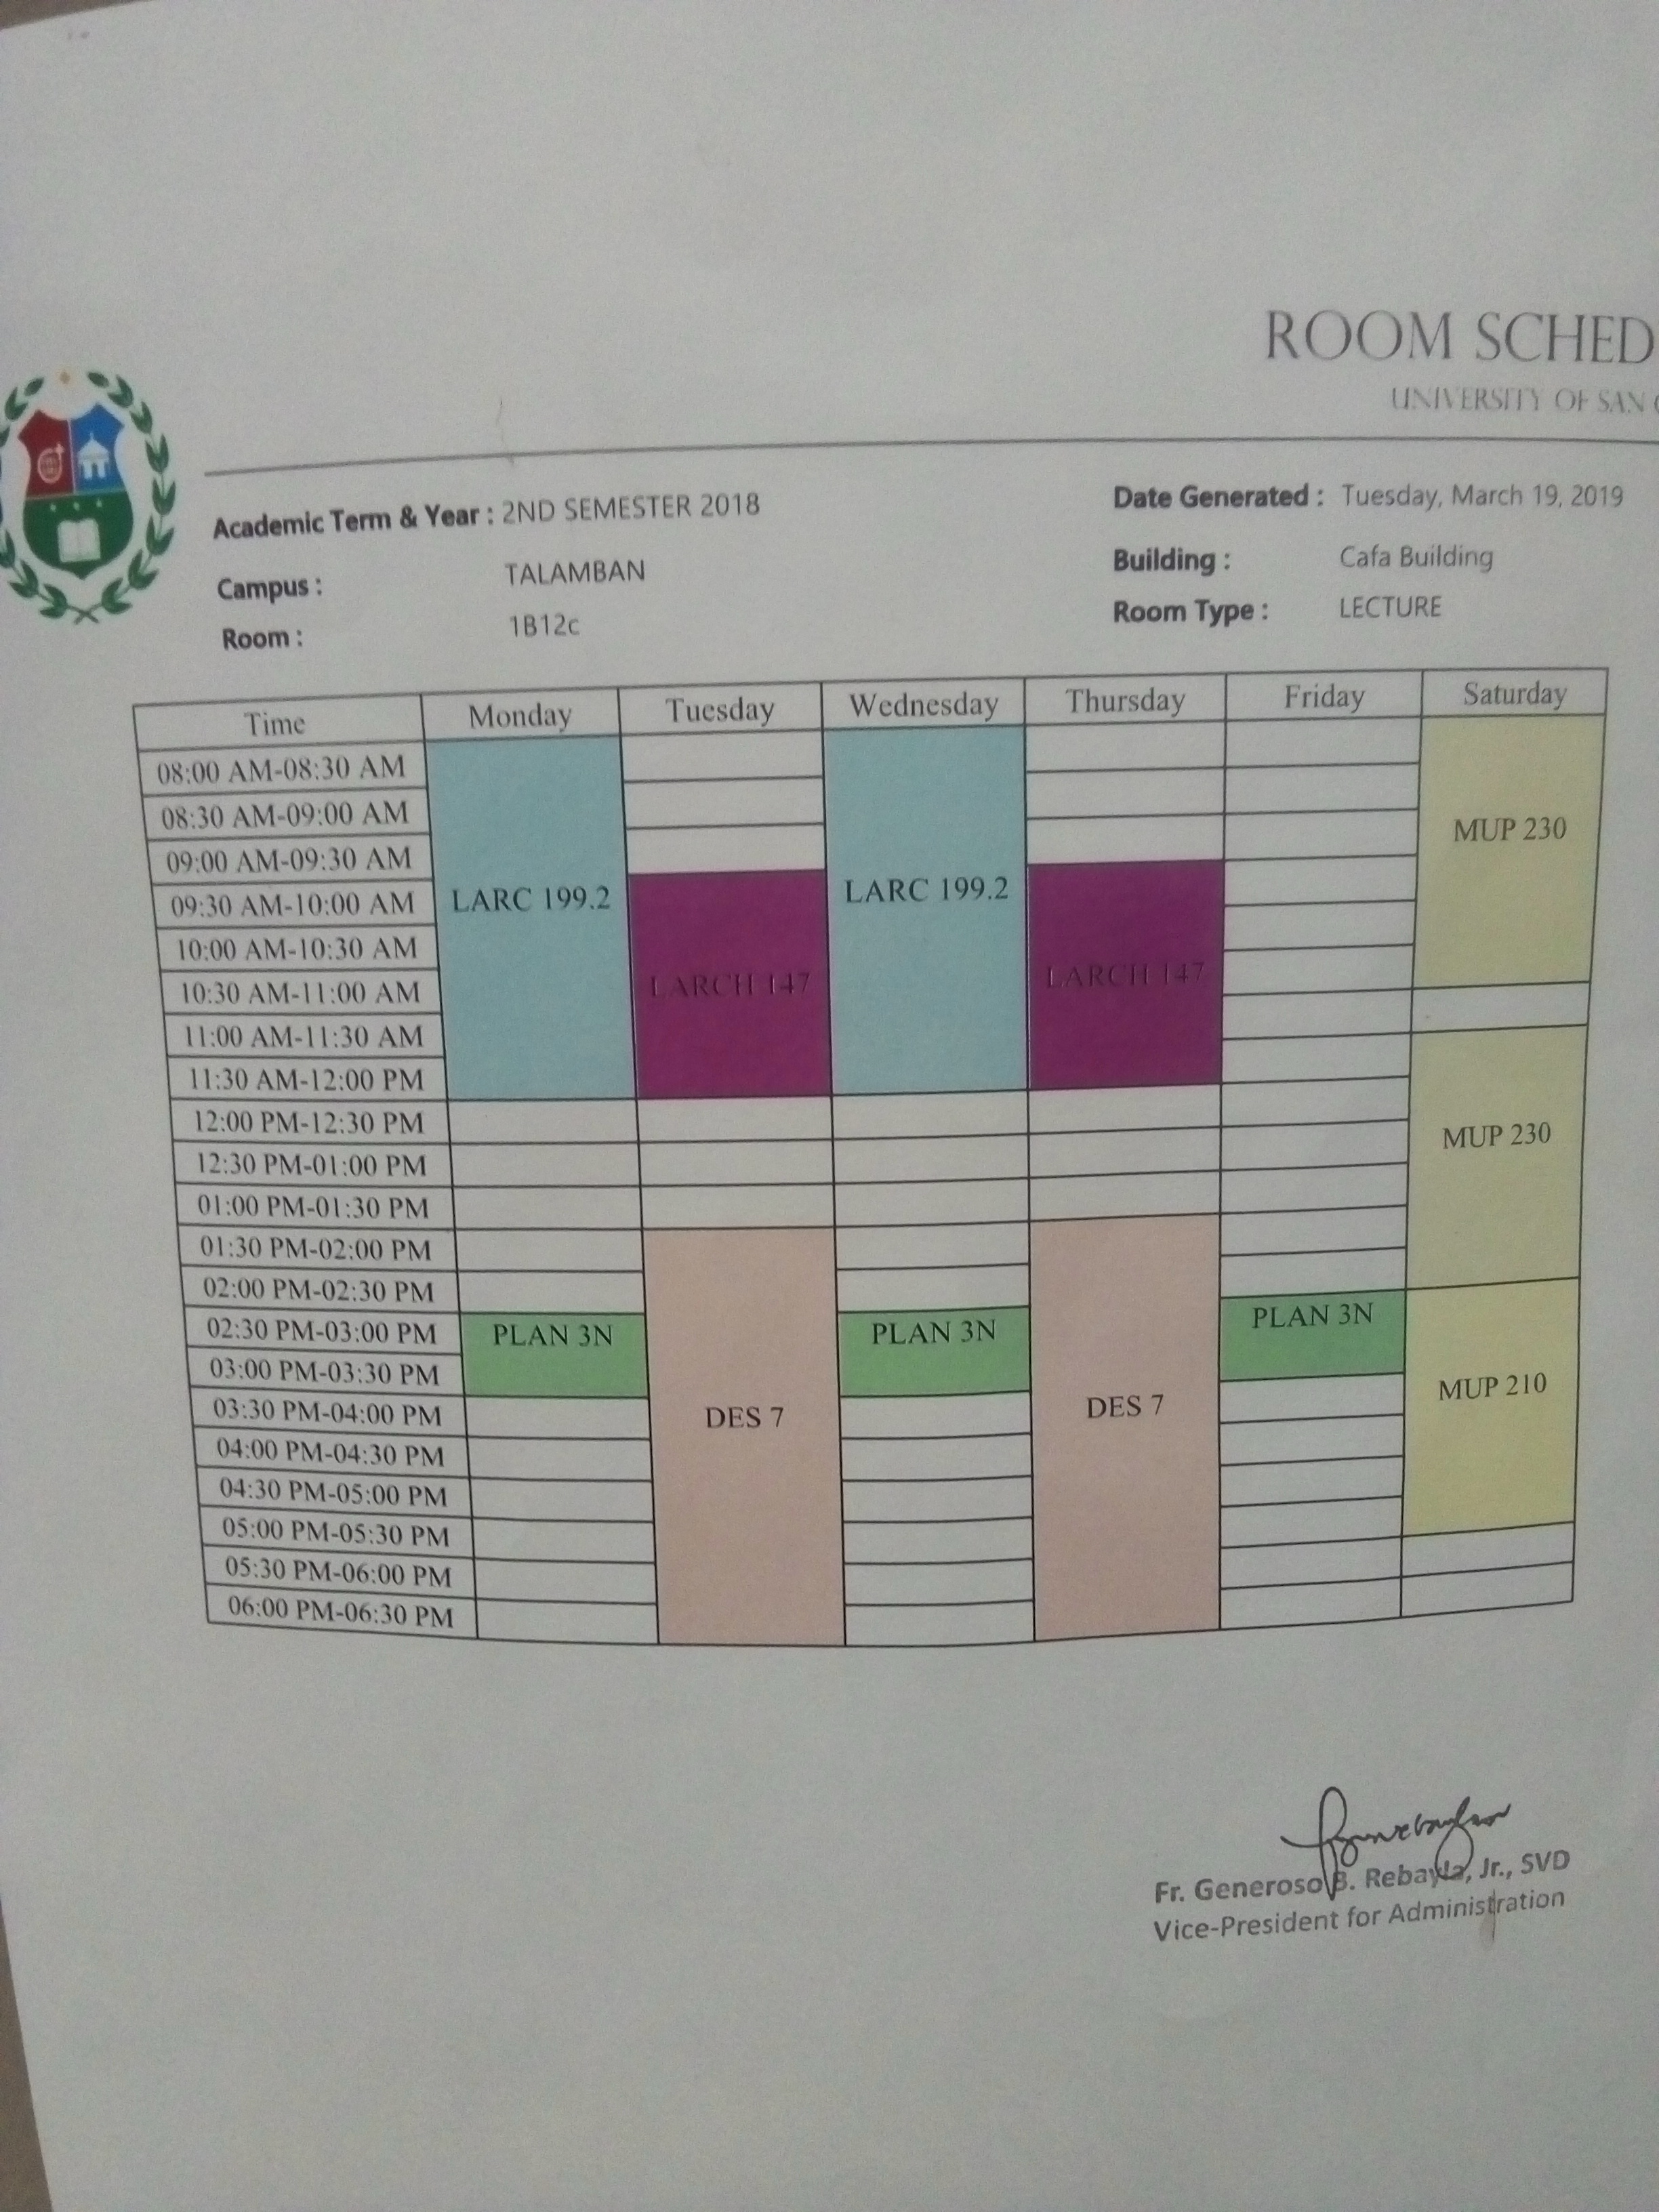 ROOM SCHED
UNIVERSITY OF SAN
Academic Term & Year : 2ND SEMESTER 2018
Date Generated : Tuesday, March 19, 2019
Campus : TALAMBAN
Building : Cafa Building
Room : 1B12c
Room Type : LECTURE
Time Monday Tuesday Wednesday Thursday Friday Saturday
08:00 AM-08:30 AM
08:30 AM-09:00 AM MUP 230
09:00 AM-09:30 AM
09:30 AM-10:00 AM LARC 199.2 LARC 199.2
10:00 AM-10:30 AM
10:30 AM-11:00 AM LARCH 147 LARCH 147
11:00 AM-11:30 AM
11:30 AM-12:00 PM
12:00 PM-12:30 PM MUP 230
12:30 PM-01:00 PM
01:00 PM-01:30 PM
01:30 PM-02:00 PM
02:00 PM-02:30 PM
02:30 PM-03:00 PM PLAN 3N PLAN 3N PLAN 3N
03:00 PM-03:30 PM MUP 210
03:30 PM-04:00 PM DES 7 DES 7
04:00 PM-04:30 PM
04:30 PM-05:00 PM
05:00 PM-05:30 PM
05:30 PM-06:00 PM
06:00 PM-06:30 PM
Fr. Generoso B. Rebayla, Jr., SVD
Vice-President for Administration